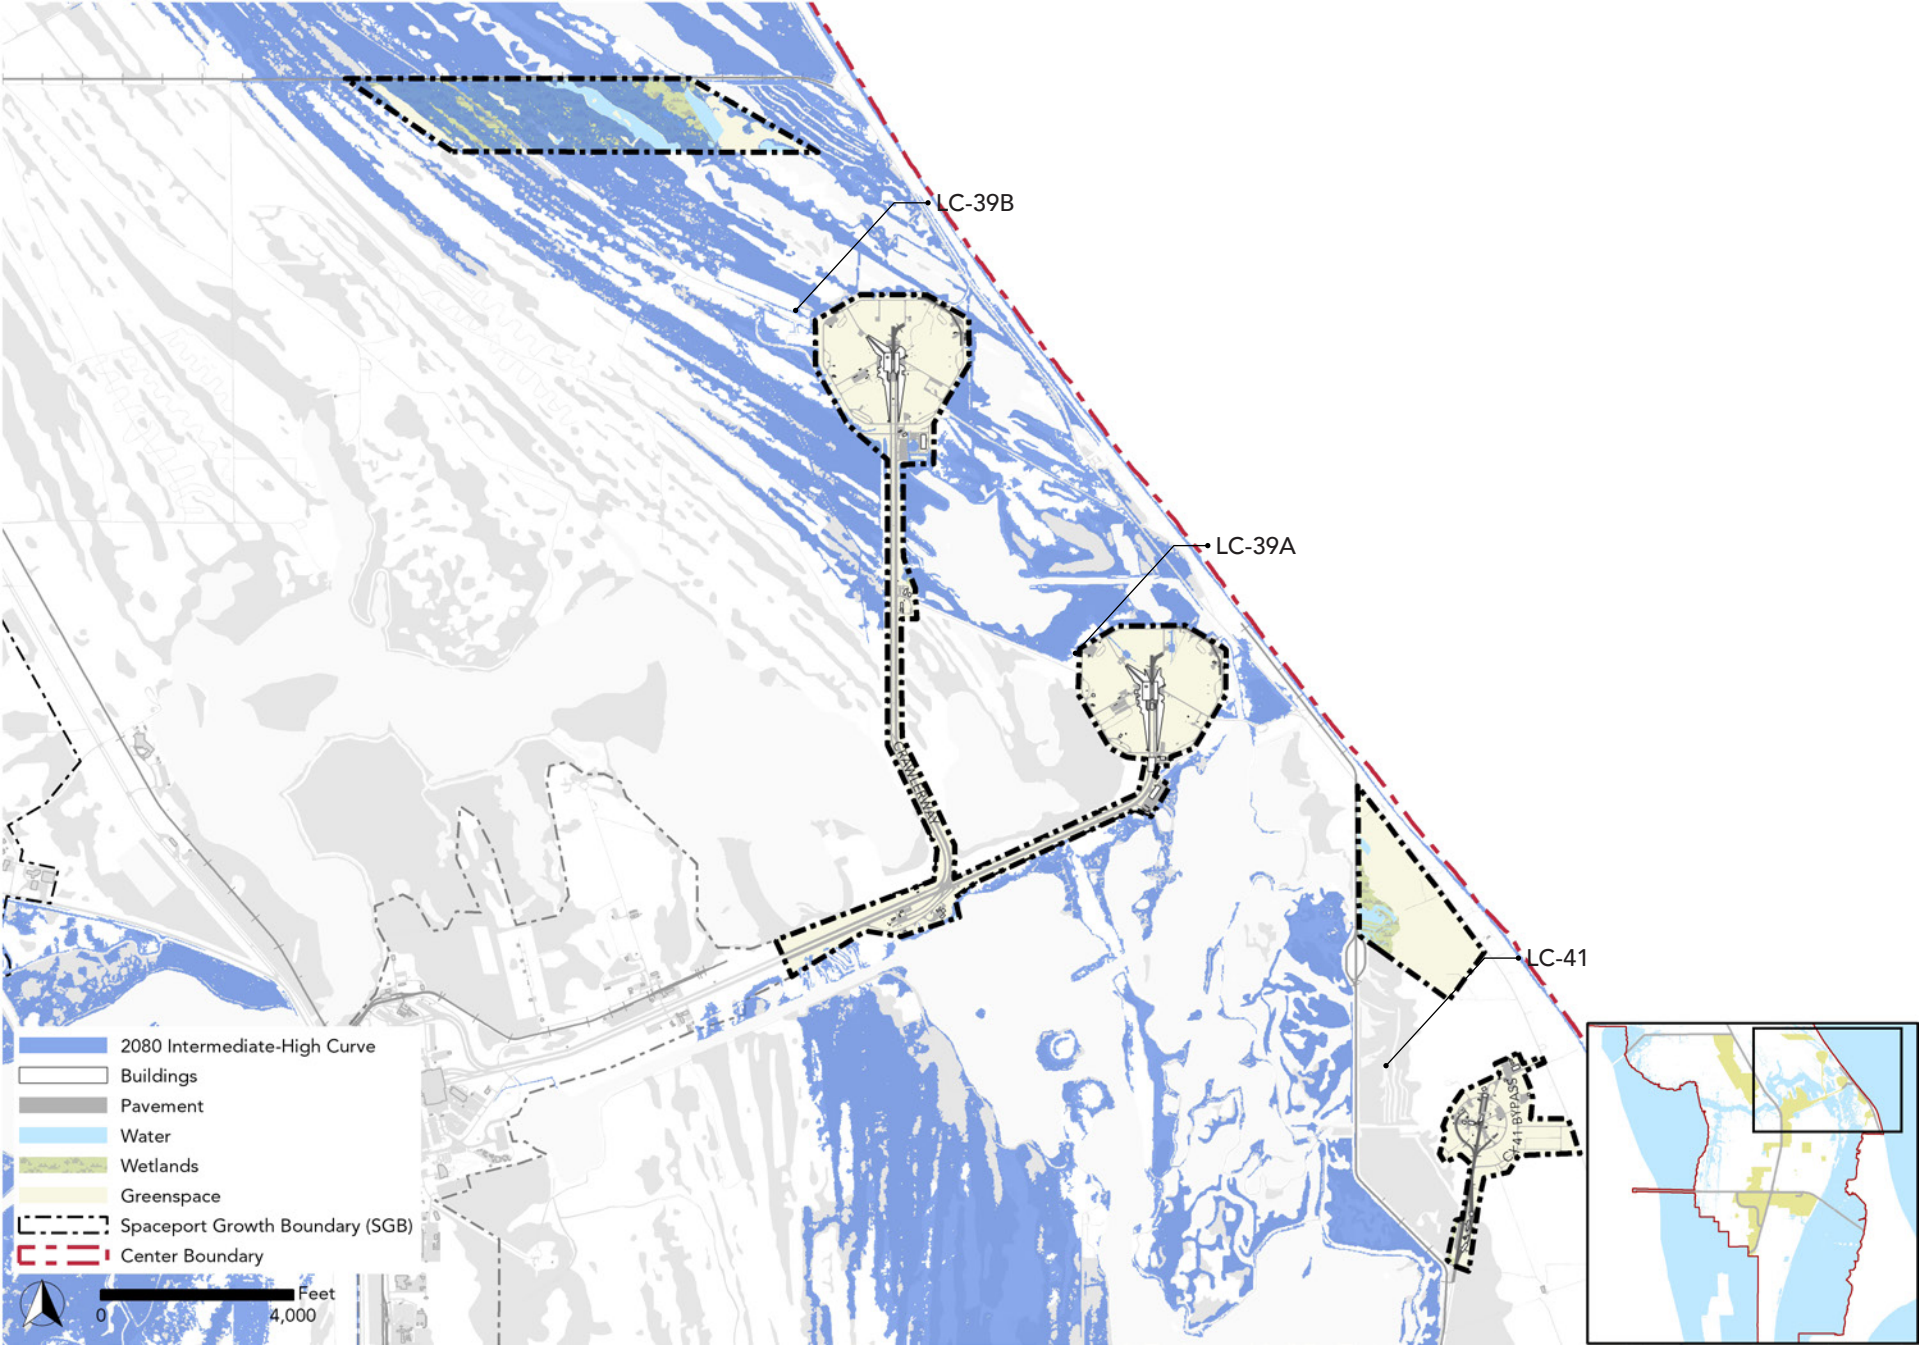 LC-39B
LC-39A
CRAWLERWAY
LC-41
2080 Intermediate-High Curve
Buildings
Pavement
Water
Wetlands
Greenspace
Spaceport Growth Boundary (SGB)
Center Boundary
Feet
0
4,000